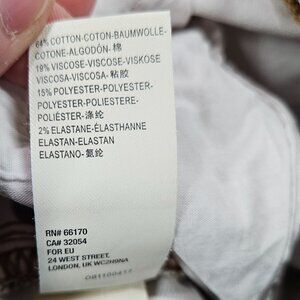 64% COTTON-COTON-BAUMWOLLE-
COTONE-ALGODÓN-棉
19% VISCOSE-VISCOSE-VISKOSE
VISCOSA-VISCOSA-粘胶
15% POLYESTER-POLYESTER-
POLYESTER-POLIESTERE-
POLIÉSTER-涤纶
2% ELASTANE-ÉLASTHANNE
ELASTAN-ELASTAN
ELASTANO-氨纶
RN# 66170
CA# 32054
FOR EU
24 WEST STREET,
LONDON, UK WC2H9NA